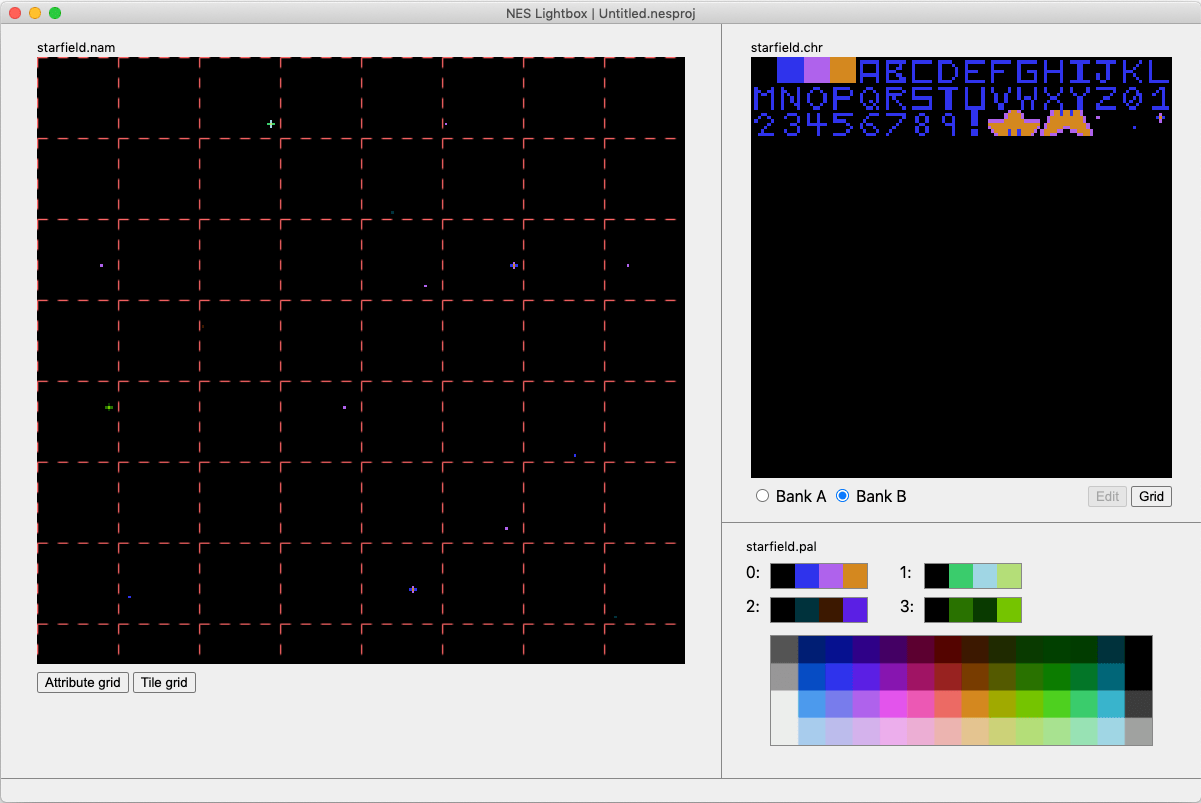 NES Lightbox | Untitled.nesproj
starfield.nam
Attribute grid Tile grid
starfield.chr
ABCDEFGHIJKL
MNOPQRSTUVWXYZ01
23456789!
Bank A Bank B Edit Grid
starfield.pal
0: 1:
2: 3: